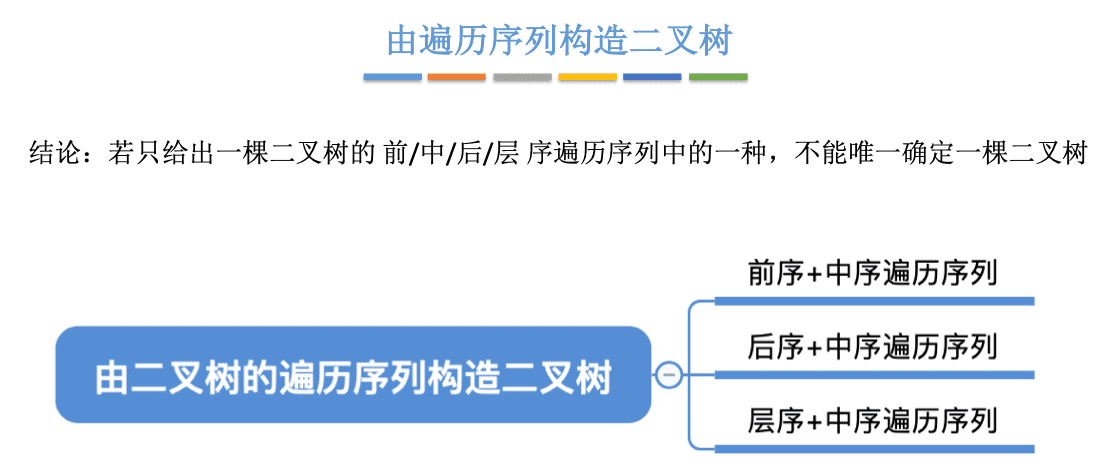 由遍历序列构造二叉树
结论：若只给出一棵二叉树的 前/中/后/层 序遍历序列中的一种，不能唯一确定一棵二叉树
前序+中序遍历序列
由二叉树的遍历序列构造二叉树
后序+中序遍历序列
层序+中序遍历序列